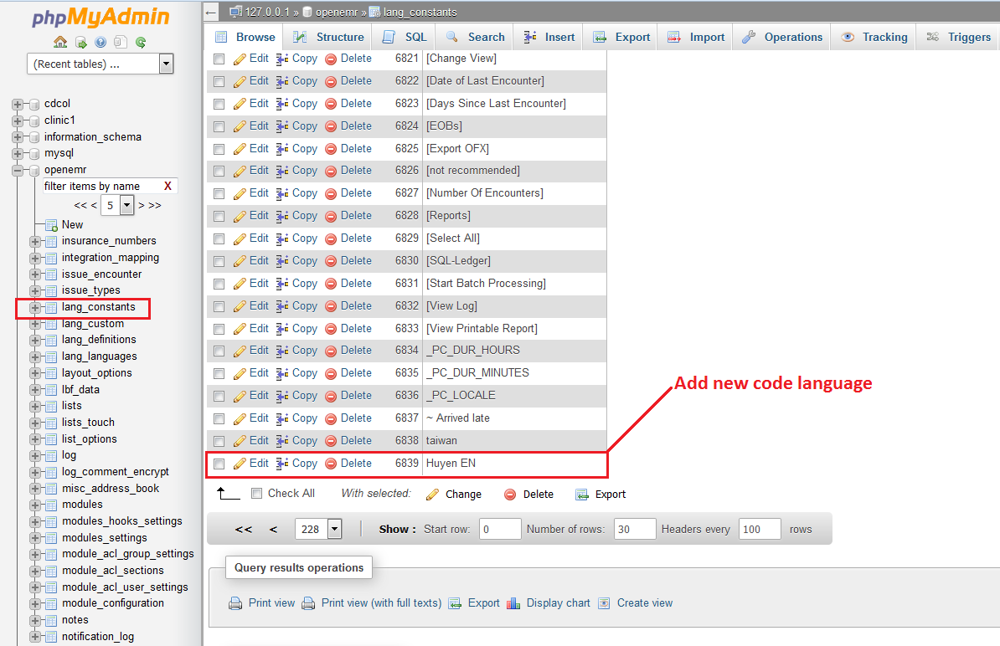 phpMyAdmin
(Recent tables) ...
cdcol
clinic1
information_schema
mysql
openemr
filter items by name X
<< < 5 > >>
New
insurance_numbers
integration_mapping
issue_encounter
issue_types
lang_constants
lang_custom
lang_definitions
lang_languages
layout_options
lbf_data
lists
lists_touch
list_options
log
log_comment_encrypt
misc_address_book
modules
modules_hooks_settings
modules_settings
module_acl_group_settings
module_acl_sections
module_acl_user_settings
module_configuration
notes
notification_log
← 127.0.0.1 » openemr » lang_constants
Browse Structure SQL Search Insert Export Import Operations Tracking Triggers
Edit Copy Delete 6821 [Change View]
Edit Copy Delete 6822 [Date of Last Encounter]
Edit Copy Delete 6823 [Days Since Last Encounter]
Edit Copy Delete 6824 [EOBs]
Edit Copy Delete 6825 [Export OFX]
Edit Copy Delete 6826 [not recommended]
Edit Copy Delete 6827 [Number Of Encounters]
Edit Copy Delete 6828 [Reports]
Edit Copy Delete 6829 [Select All]
Edit Copy Delete 6830 [SQL-Ledger]
Edit Copy Delete 6831 [Start Batch Processing]
Edit Copy Delete 6832 [View Log]
Edit Copy Delete 6833 [View Printable Report]
Edit Copy Delete 6834 _PC_DUR_HOURS
Edit Copy Delete 6835 _PC_DUR_MINUTES
Edit Copy Delete 6836 _PC_LOCALE
Edit Copy Delete 6837 ~ Arrived late
Edit Copy Delete 6838 taiwan
Edit Copy Delete 6839 Huyen EN
Add new code language
Check All With selected: Change Delete Export
<< < 228 Show : Start row: 0 Number of rows: 30 Headers every 100 rows
Query results operations
Print view Print view (with full texts) Export Display chart Create view